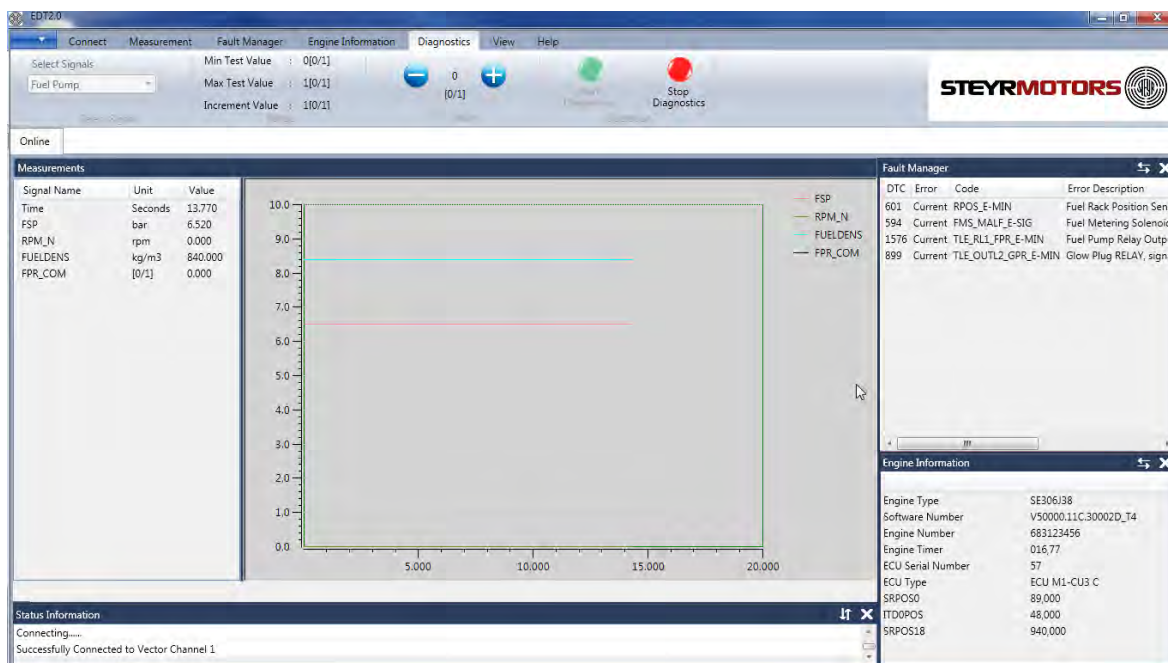 EDT2.0
Connect Measurement Fault Manager Engine Information Diagnostics View Help
Select Signals
Fuel Pump
Min Test Value : 0[0/1]
Max Test Value : 1[0/1]
Increment Value : 1[0/1]
0
[0/1]
Stop
Diagnostics
STEYRMOTORS
Online
Measurements
Signal Name Unit Value
Time Seconds 13.770
FSP bar 6.520
RPM_N rpm 0.000
FUELDENS kg/m3 840.000
FPR_COM [0/1] 0.000
10.0
9.0
8.0
7.0
6.0
5.0
4.0
3.0
2.0
1.0
0.0
5.000 10.000 15.000 20.000
FSP
RPM_N
FUELDENS
FPR_COM
Fault Manager
DTC Error Code Error Description
601 Current RPOS_E-MIN Fuel Rack Position Sen
594 Current FMS_MALF_E-SIG Fuel Metering Solenoid
1576 Current TLE_RL1_FPR_E-MIN Fuel Pump Relay Outp
899 Current TLE_OUTL2_GPR_E-MIN Glow Plug RELAY, sign
Engine Information
Engine Type SE306J38
Software Number V50000.11C.30002D_T4
Engine Number 683123456
Engine Timer 016,77
ECU Serial Number 57
ECU Type ECU M1-CU3 C
SRPOS0 89,000
ITD0POS 48,000
SRPOS18 940,000
Status Information
Connecting.....
Successfully Connected to Vector Channel 1